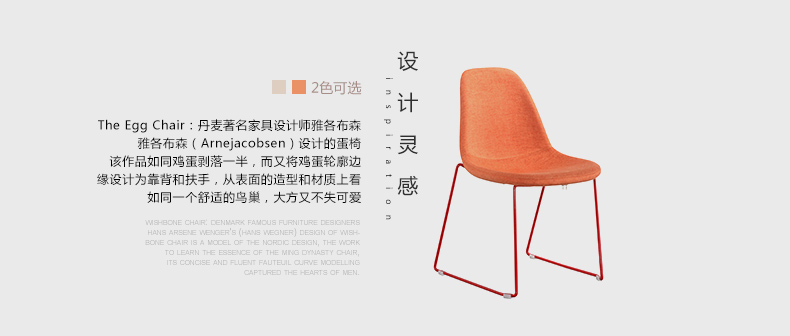 设计灵感
inspiration
2色可选
The Egg Chair：丹麦著名家具设计师雅各布森
雅各布森（Arnejacobsen）设计的蛋椅
该作品如同鸡蛋剥落一半，而又将鸡蛋轮廓边
缘设计为靠背和扶手，从表面的造型和材质上看
如同一个舒适的鸟巢，大方又不失可爱
WISHBONE CHAIR. DENMARK FAMOUS FURNITURE DESIGNERS
HANS ARSENE WENGER'S (HANS WEGNER) DESIGN OF WISH-
BONE CHAIR IS A MODEL OF THE NORDIC DESIGN, THE WORK
TO LEARN THE ESSENCE OF THE MING DYNASTY CHAIR,
ITS CONCISE AND FLUENT FAUTEUIL CURVE MODELLING
CAPTURED THE HEARTS OF MEN.